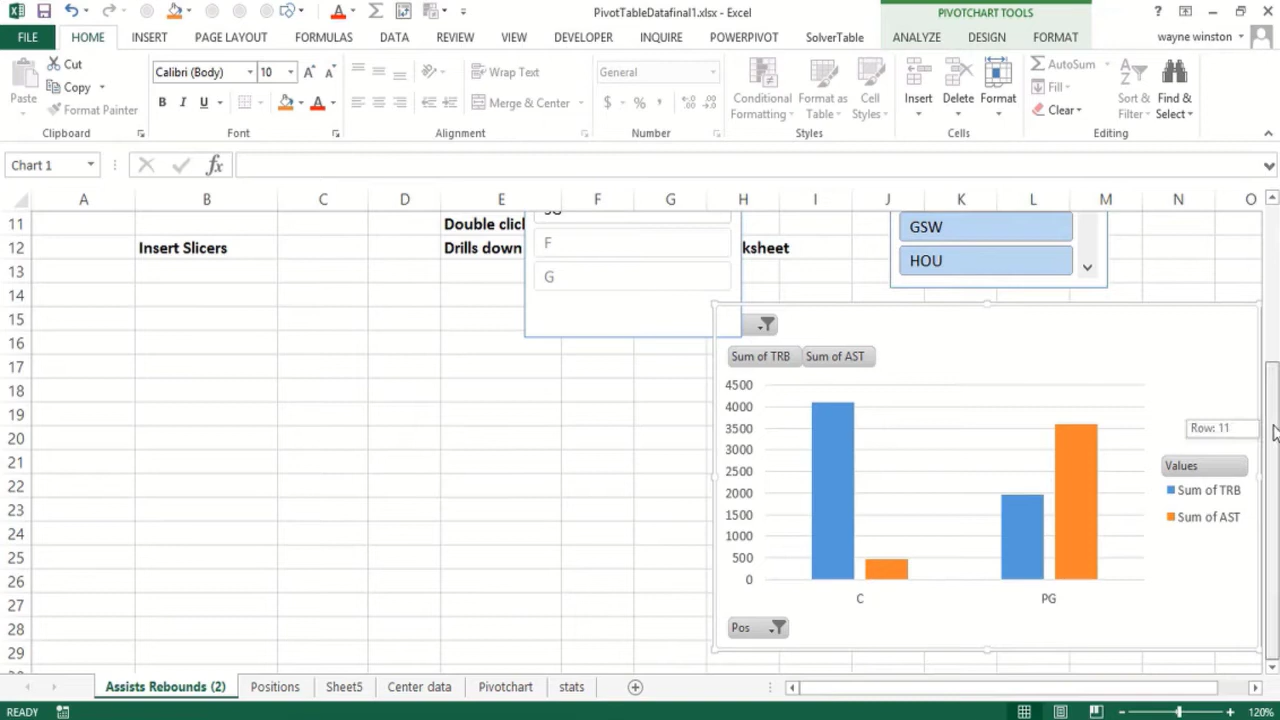 PivotTableDatafinal1.xlsx - Excel
PIVOTCHART TOOLS
?
FILE HOME INSERT PAGE LAYOUT FORMULAS DATA REVIEW VIEW DEVELOPER INQUIRE POWERPIVOT SolverTable ANALYZE DESIGN FORMAT wayne winston
Paste
Cut
Copy
Format Painter
Clipboard
Calibri (Body) 10
B I U
Font
Wrap Text
Merge & Center
Alignment
General
$ % ,
Number
Conditional
Formatting
Format as
Table
Cell
Styles
Styles
Insert Delete Format
Cells
AutoSum
Fill
Clear
Sort &
Filter
Find &
Select
Editing
Chart 1 fx
A B C D E F G H I J K L M N O
11 Double clic
12 Insert Slicers Drills down ksheet
13
14
15
16
17
18
19
20
21
22
23
24
25
26
27
28
29
F
G
GSW
HOU
Sum of TRB Sum of AST
4500
4000
3500
3000
2500
2000
1500
1000
500
0
C PG
Row: 11
Values
Sum of TRB
Sum of AST
Pos
Assists Rebounds (2) Positions Sheet5 Center data Pivotchart stats
READY 120%